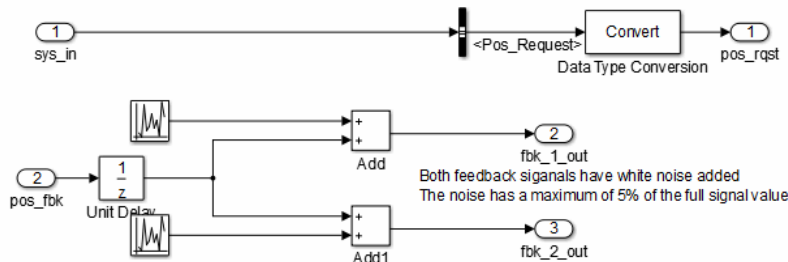 1
sys_in
<Pos_Request>
Convert
Data Type Conversion
1
pos_rqst
+
+
Add
2
fbk_1_out
Both feedback siganals have white noise added
The noise has a maximum of 5% of the full signal value
2
pos_fbk
1
z
Unit Delay
+
+
Add1
3
fbk_2_out